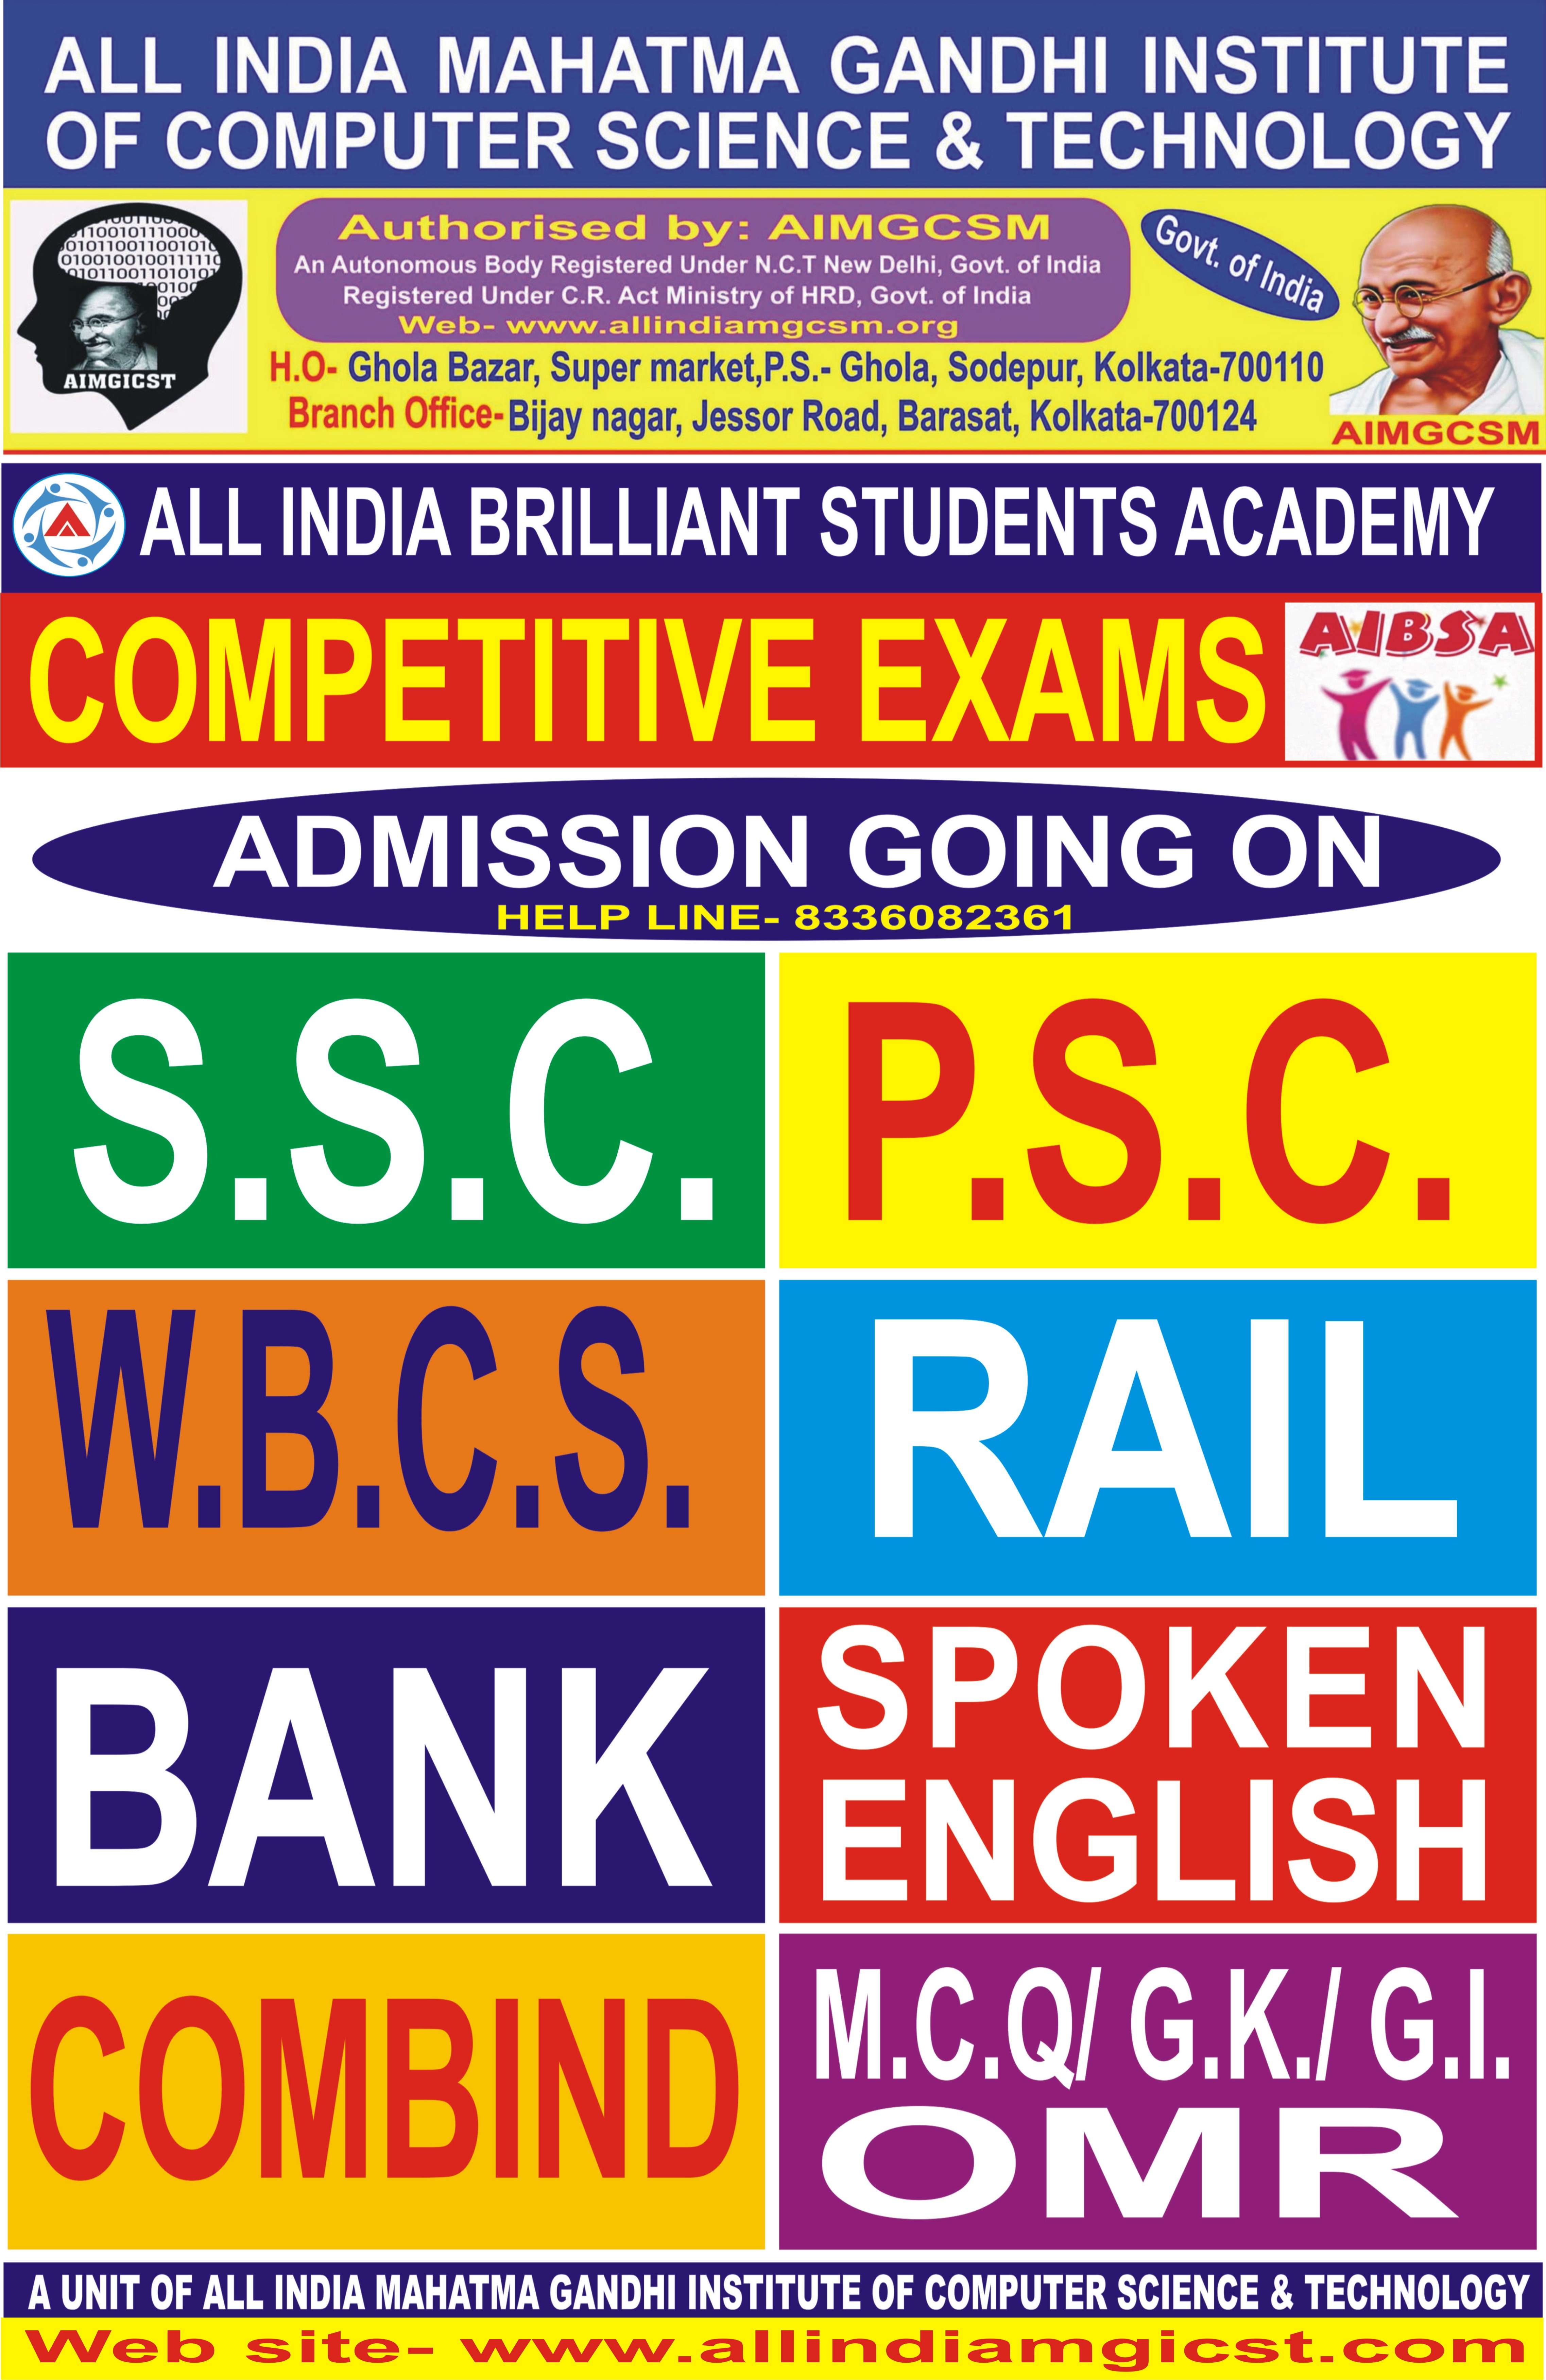 ALL INDIA MAHATMA GANDHI INSTITUTE
OF COMPUTER SCIENCE & TECHNOLOGY
AIMGICST
Authorised by: AIMGCSM
An Autonomous Body Registered Under N.C.T New Delhi, Govt. of India
Registered Under C.R. Act Ministry of HRD, Govt. of India
Web- www.allindiamgcsm.org
Govt. of India
H.O- Ghola Bazar, Super market,P.S.- Ghola, Sodepur, Kolkata-700110
Branch Office- Bijay nagar, Jessor Road, Barasat, Kolkata-700124
AIMGCSM
ALL INDIA BRILLIANT STUDENTS ACADEMY
COMPETITIVE EXAMS
AIBSA
ADMISSION GOING ON
HELP LINE- 8336082361
S.S.C.
P.S.C.
W.B.C.S.
RAIL
BANK
SPOKEN
ENGLISH
COMBIND
M.C.Q/ G.K./ G.I.
OMR
A UNIT OF ALL INDIA MAHATMA GANDHI INSTITUTE OF COMPUTER SCIENCE & TECHNOLOGY
Web site- www.allindiamgicst.com